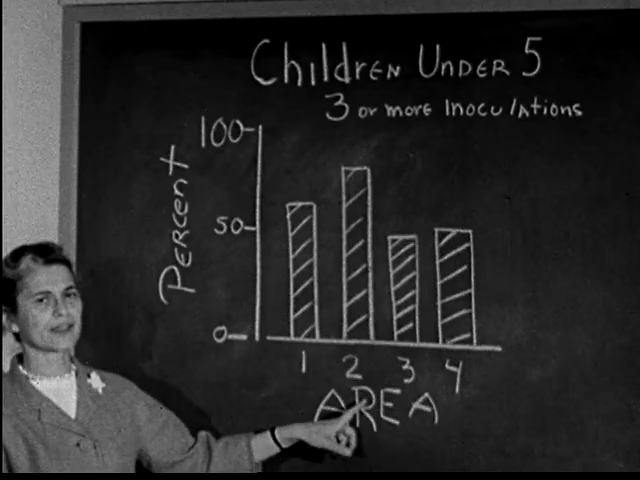 Children Under 5
3 or more Inoculations
100
Percent
50
0
1 2 3 4
AREA